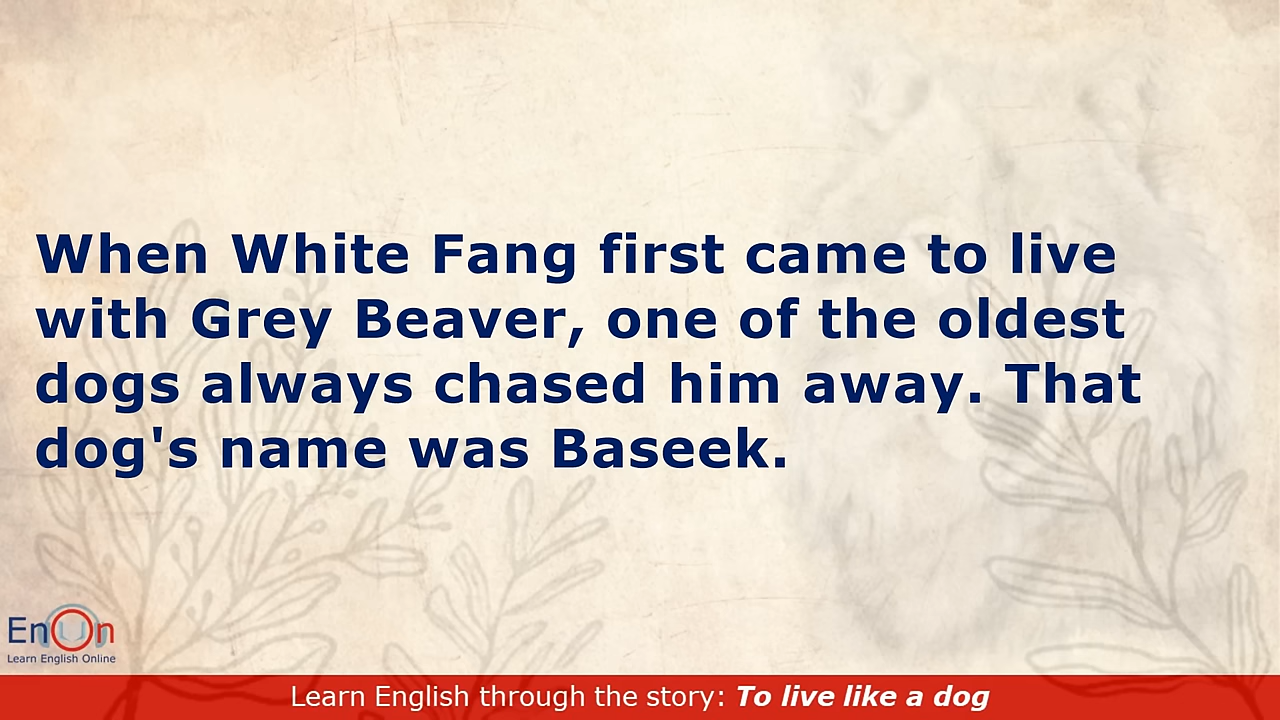 When White Fang first came to live
with Grey Beaver, one of the oldest
dogs always chased him away. That
dog's name was Baseek.
EnOn
Learn English Online
Learn English through the story: To live like a dog